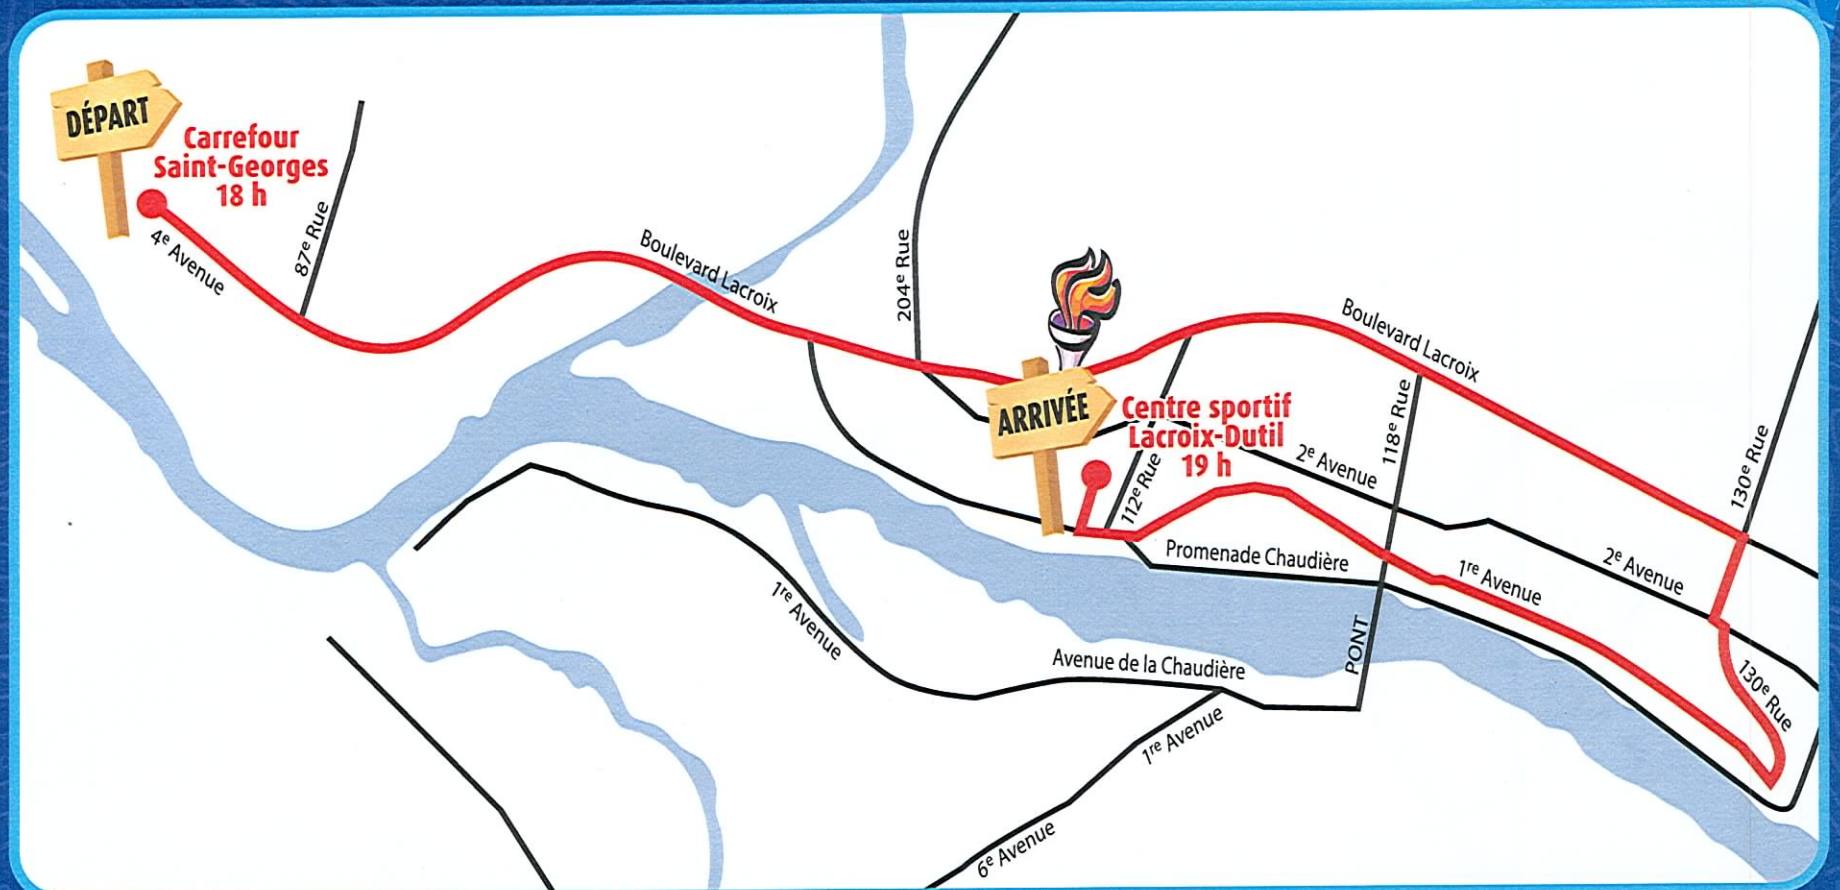 DÉPART
Carrefour
Saint-Georges
18 h
4e Avenue
87e Rue
Boulevard Lacroix
204e Rue
ARRIVÉE
Centre sportif
Lacroix-Dutil
19 h
112e Rue
Boulevard Lacroix
118e Rue
2e Avenue
130e Rue
Promenade Chaudière
1re Avenue
2e Avenue
130e Rue
1re Avenue
Avenue de la Chaudière
PONT
1re Avenue
6e Avenue